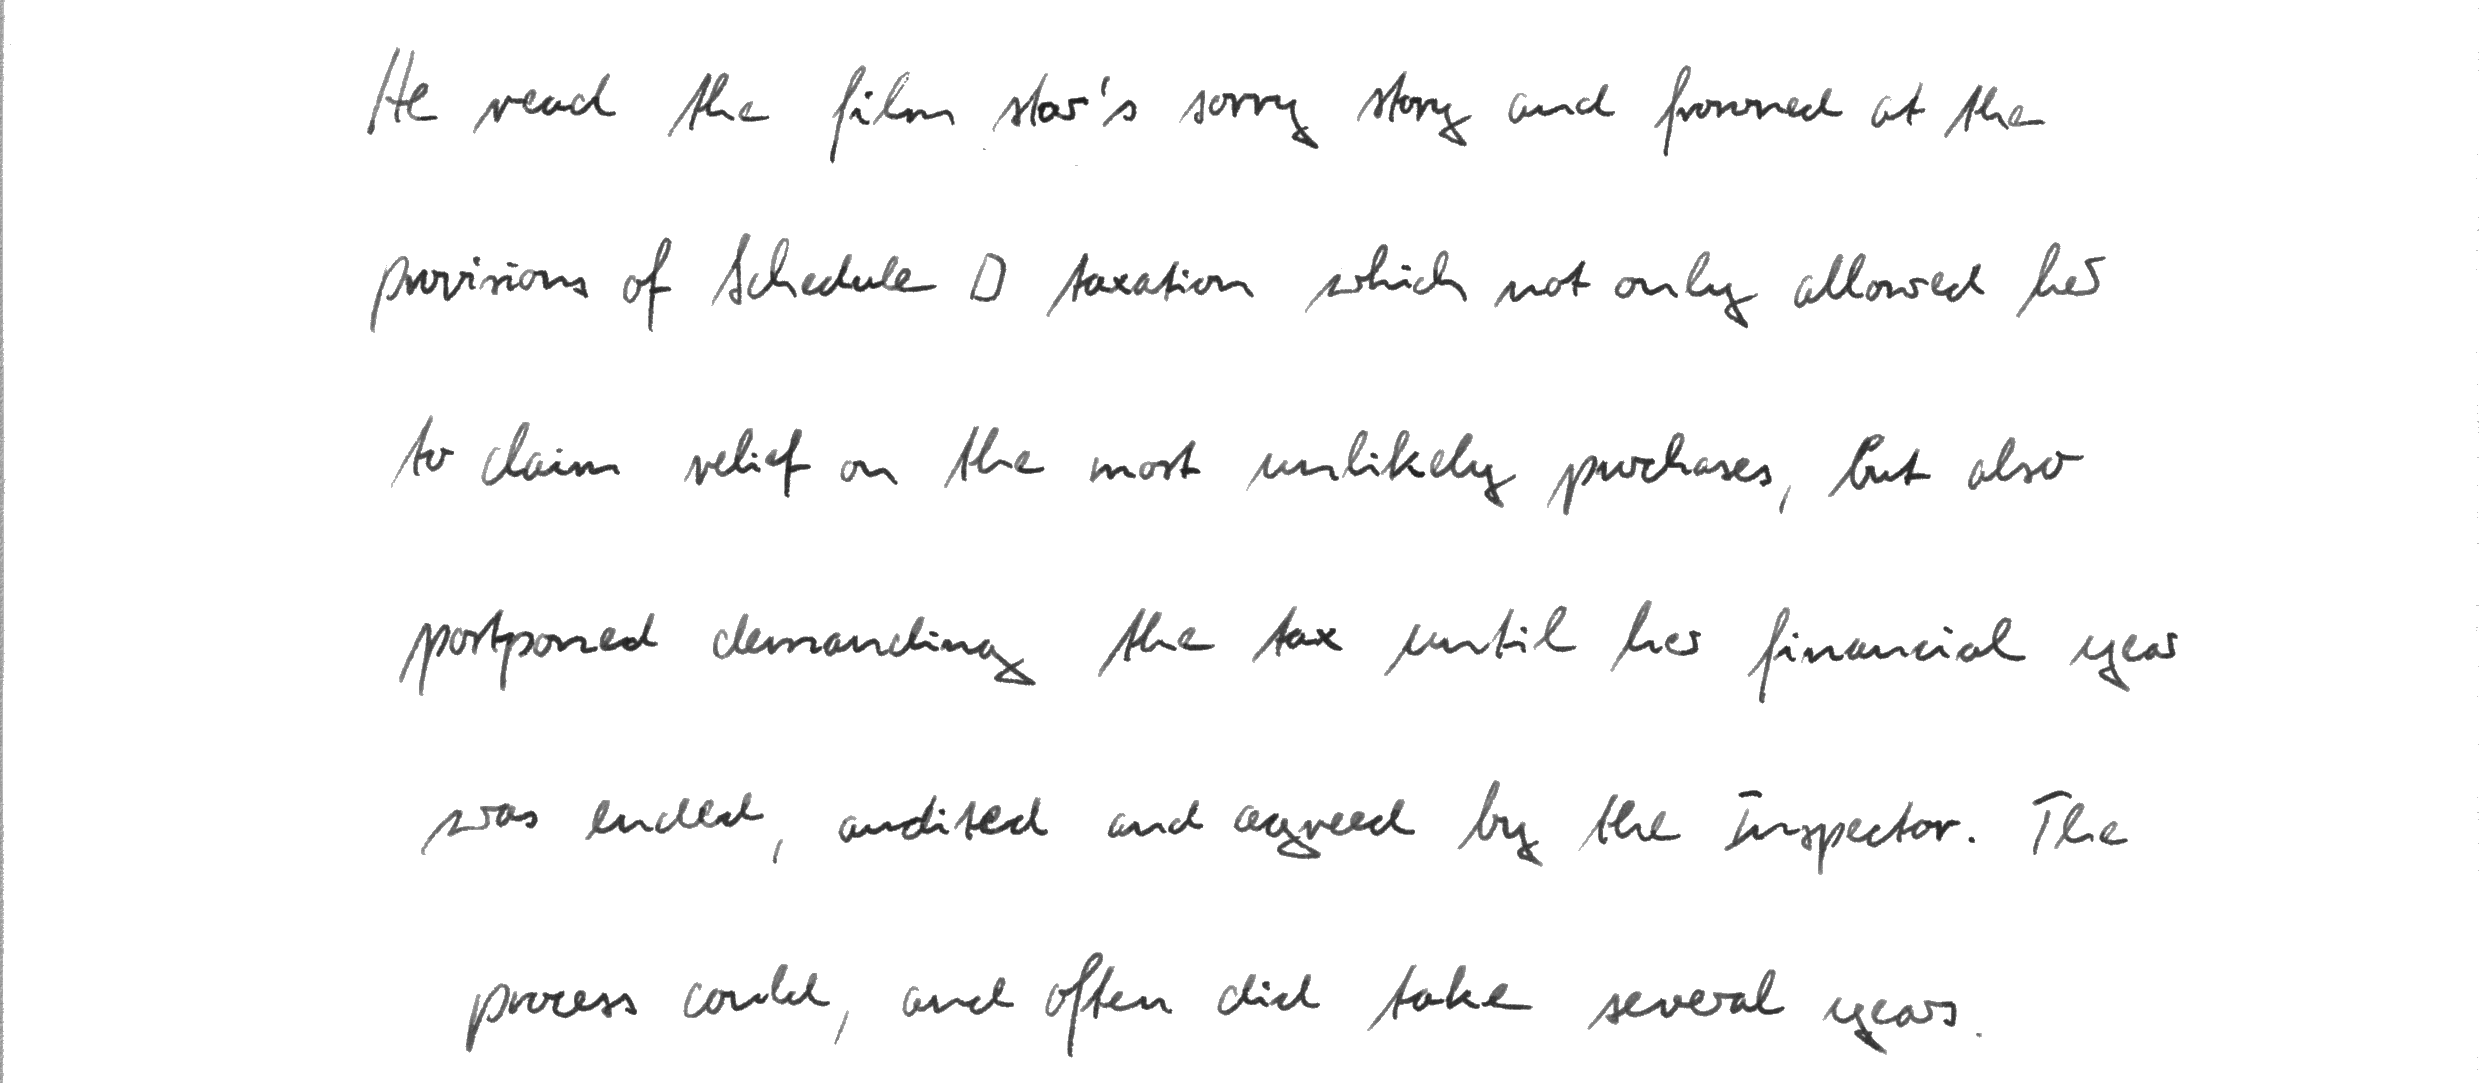 He read the film star's sorry story and frowned at the
provisions of Schedule D taxation which not only allowed her
to claim relief on the most unlikely purchases, but also
postponed demanding the tax until her financial year
was ended, audited and agreed by the Inspector. The
process could, and often did take several years.